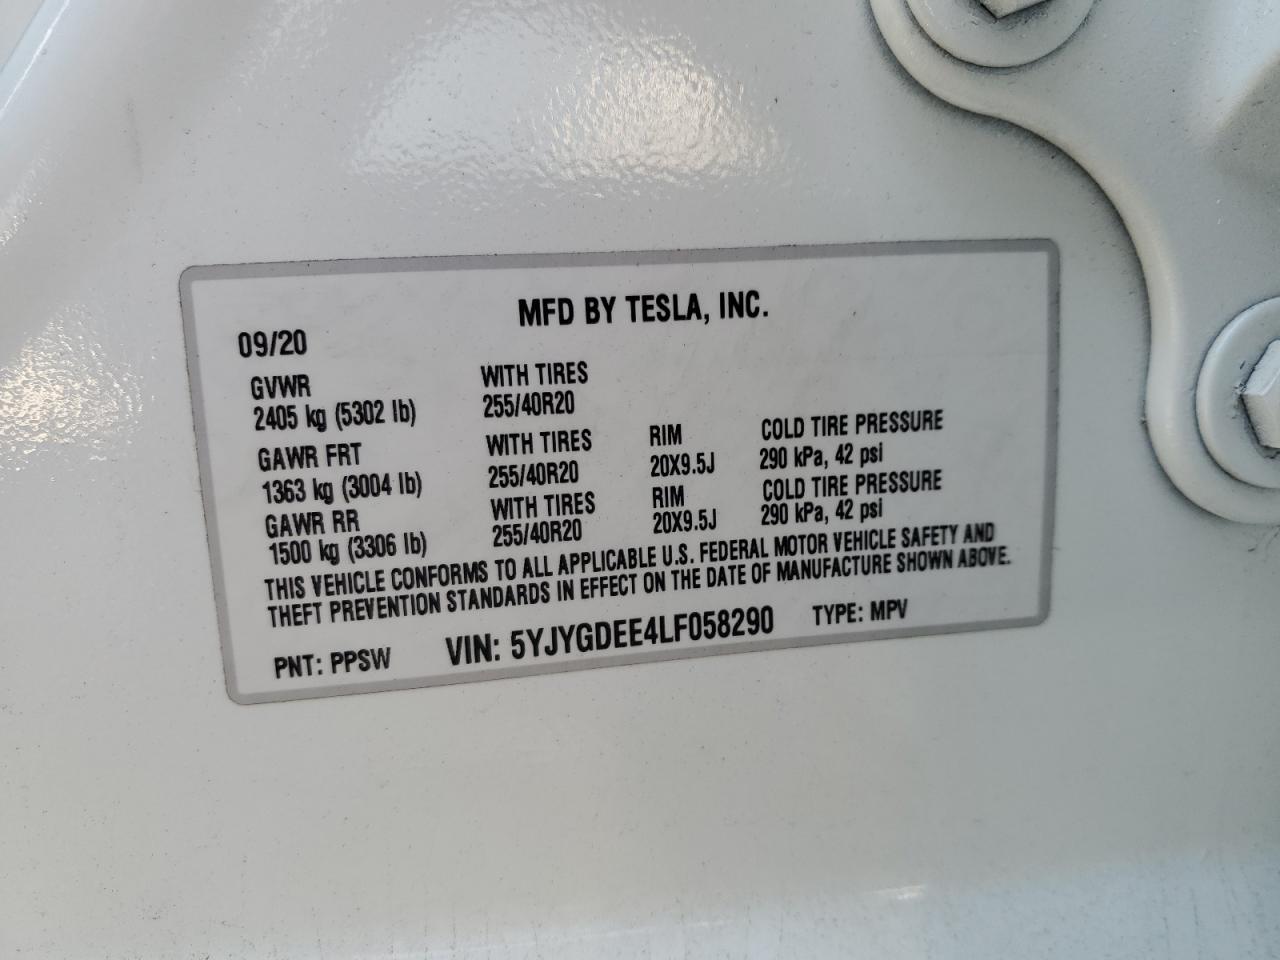 MFD BY TESLA, INC.
09/20
GVWR WITH TIRES
2405 kg (5302 lb) 255/40R20
GAWR FRT WITH TIRES RIM COLD TIRE PRESSURE
1363 kg (3004 lb) 255/40R20 20X9.5J 290 kPa, 42 psi
GAWR RR WITH TIRES RIM COLD TIRE PRESSURE
1500 kg (3306 lb) 255/40R20 20X9.5J 290 kPa, 42 psi
THIS VEHICLE CONFORMS TO ALL APPLICABLE U.S. FEDERAL MOTOR VEHICLE SAFETY AND
THEFT PREVENTION STANDARDS IN EFFECT ON THE DATE OF MANUFACTURE SHOWN ABOVE.
PNT: PPSW VIN: 5YJYGDEE4LF058290 TYPE: MPV